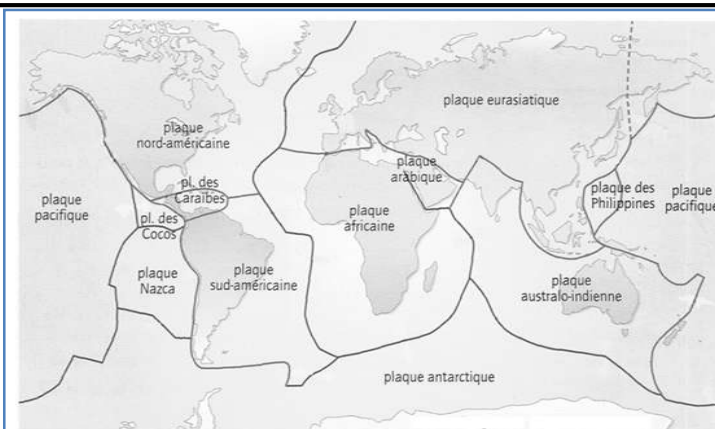 plaque eurasiatique
plaque
nord-américaine
plaque
arabique
pl. des
Caraïbes
plaque
pacifique
plaque des
Philippines
plaque
pacifique
pl. des
Cocos
plaque
africaine
plaque
Nazca
plaque
sud-américaine
plaque
australo-indienne
plaque antarctique